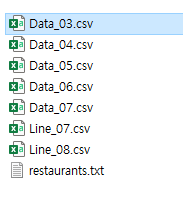 Data_03.csv
Data_04.csv
Data_05.csv
Data_06.csv
Data_07.csv
Line_07.csv
Line_08.csv
restaurants.txt